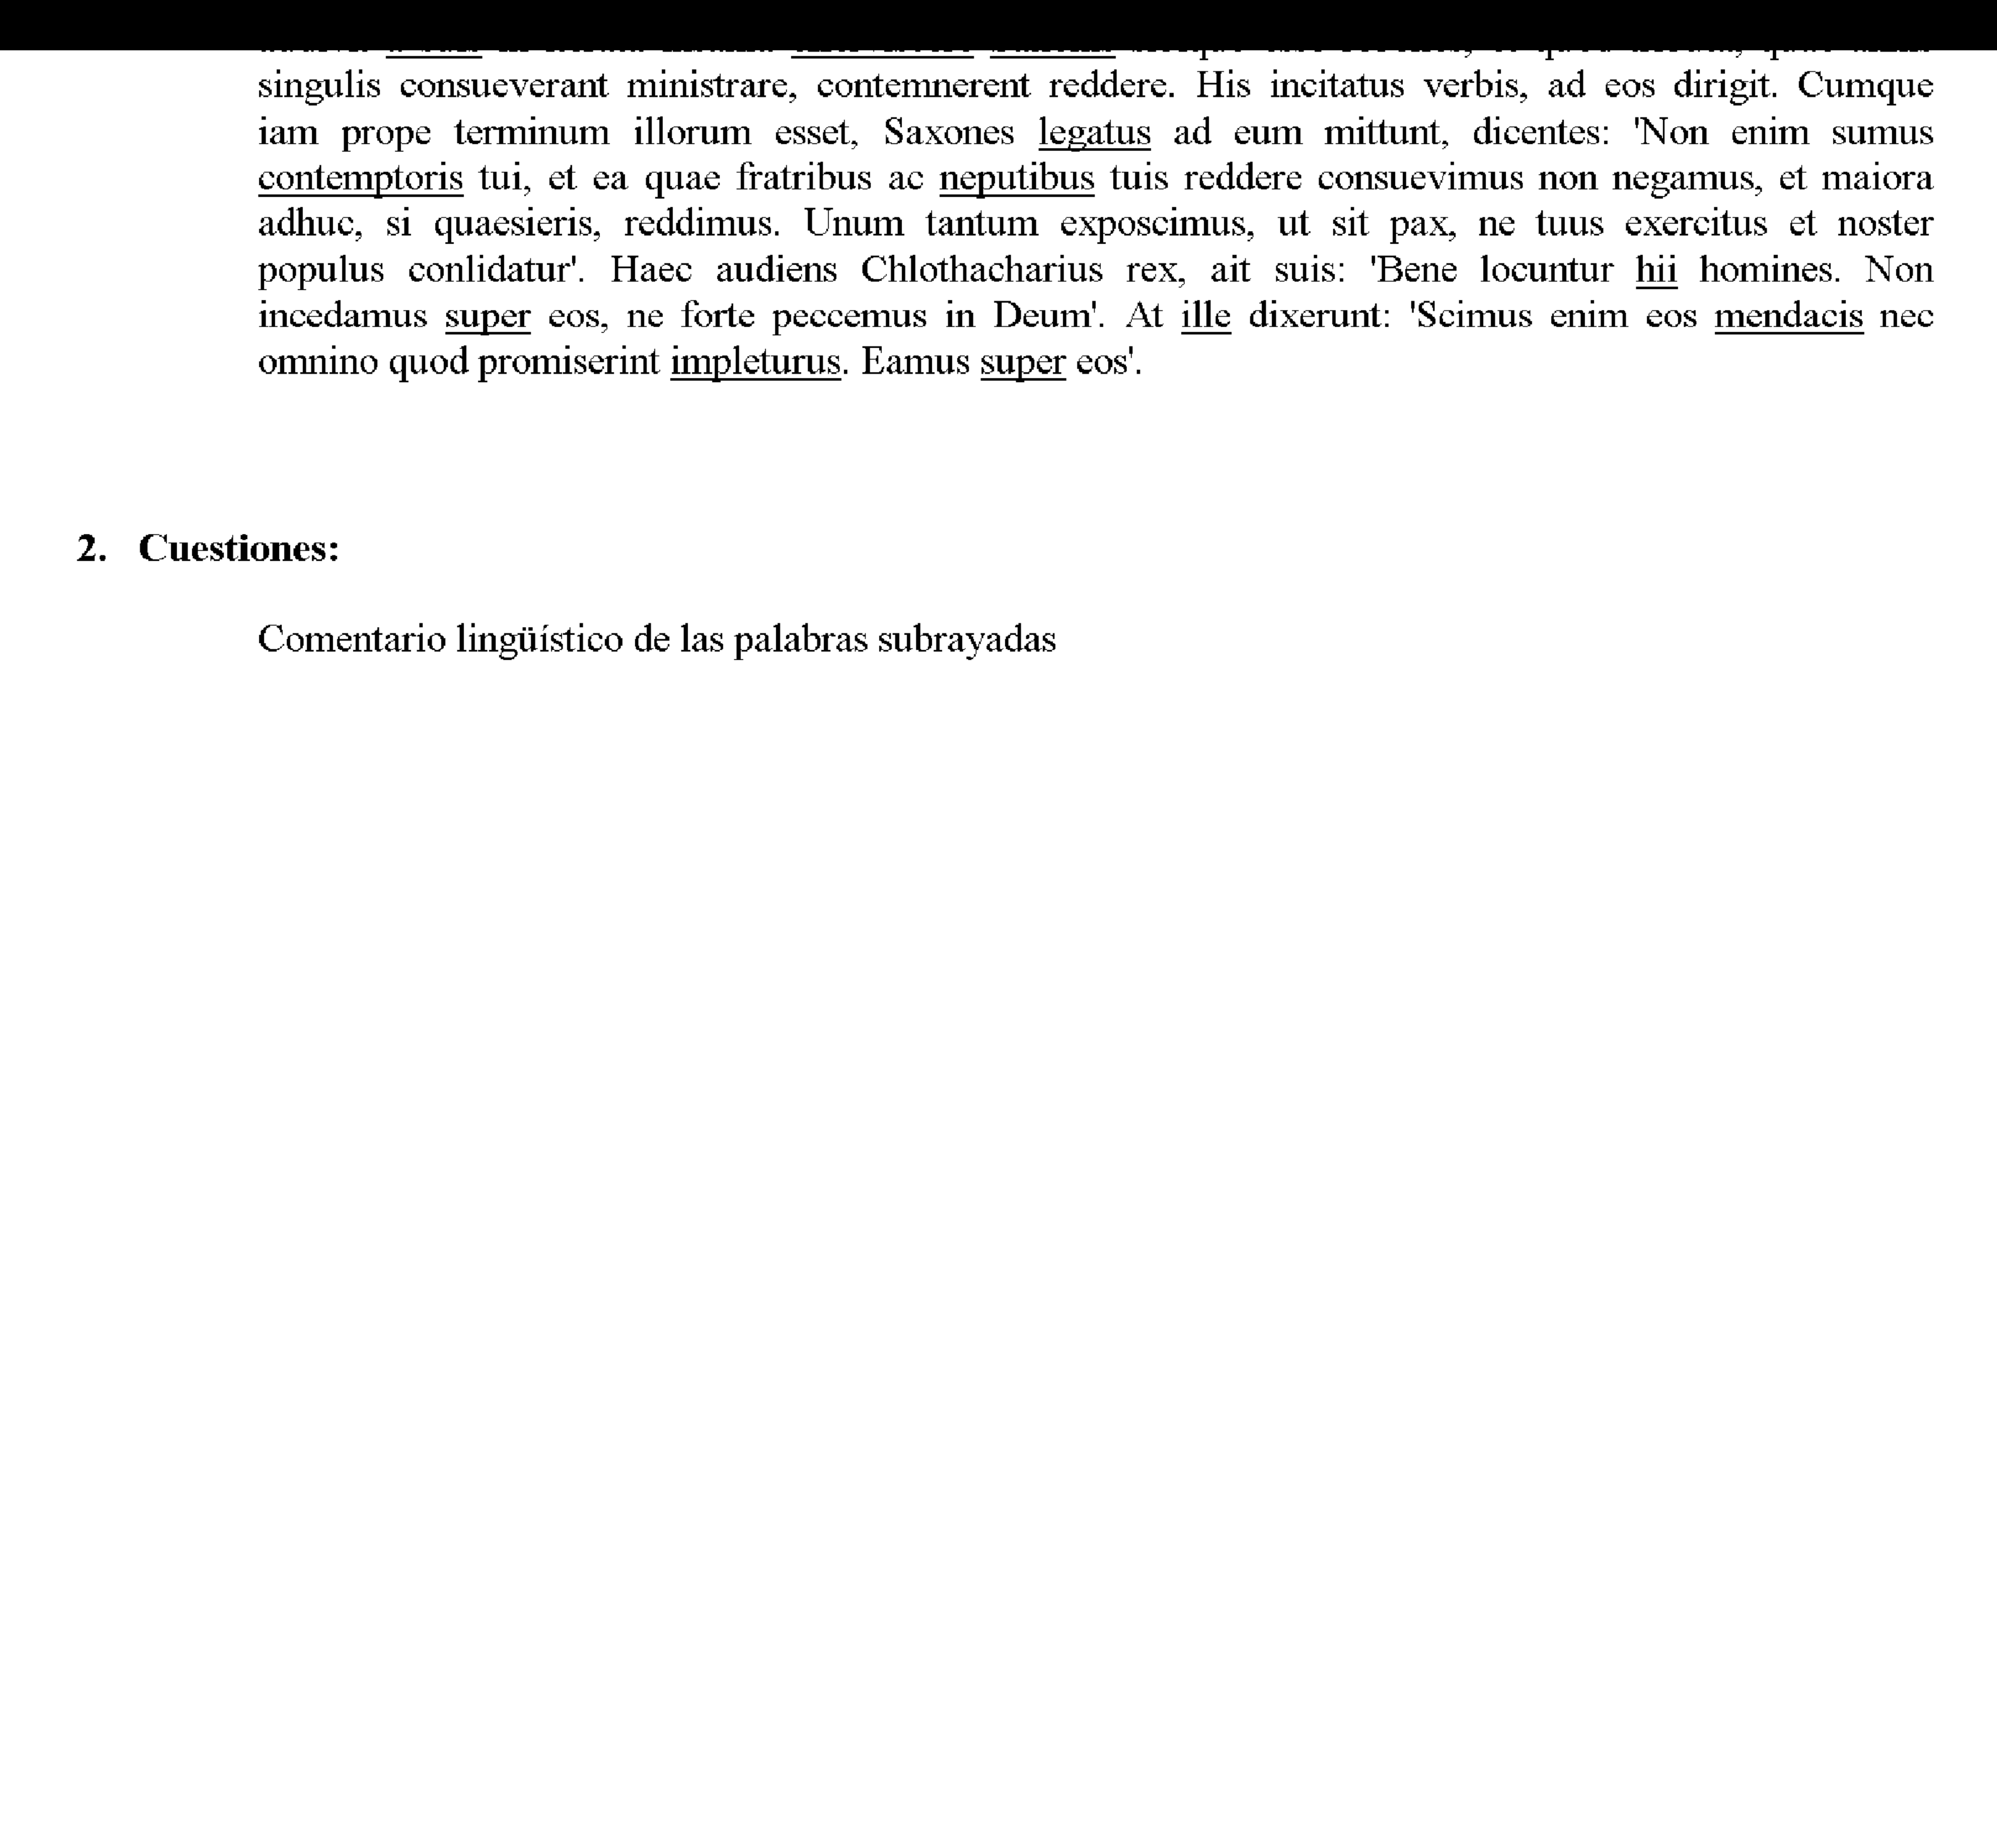 singulis consueverant ministrare, contemnerent reddere. His incitatus verbis, ad eos dirigit. Cumque
iam prope terminum illorum esset, Saxones legatus ad eum mittunt, dicentes: 'Non enim sumus
contemptoris tui, et ea quae fratribus ac neputibus tuis reddere consuevimus non negamus, et maiora
adhuc, si quaesieris, reddimus. Unum tantum exposcimus, ut sit pax, ne tuus exercitus et noster
populus conlidatur'. Haec audiens Chlothacharius rex, ait suis: 'Bene locuntur hii homines. Non
incedamus super eos, ne forte peccemus in Deum'. At ille dixerunt: 'Scimus enim eos mendacis nec
omnino quod promiserint impleturus. Eamus super eos'.
2. Cuestiones:
Comentario lingüístico de las palabras subrayadas